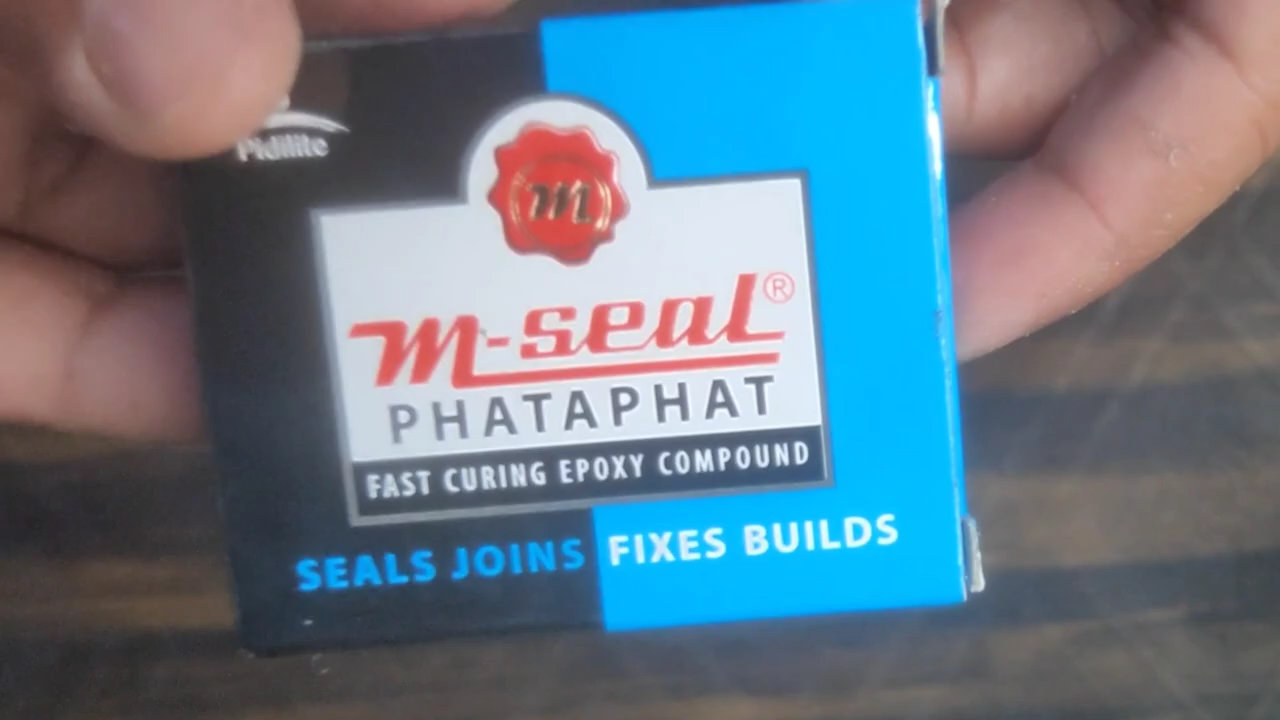 Pidilite
m
m-seal®
PHATAPHAT
FAST CURING EPOXY COMPOUND
SEALS JOINS FIXES BUILDS